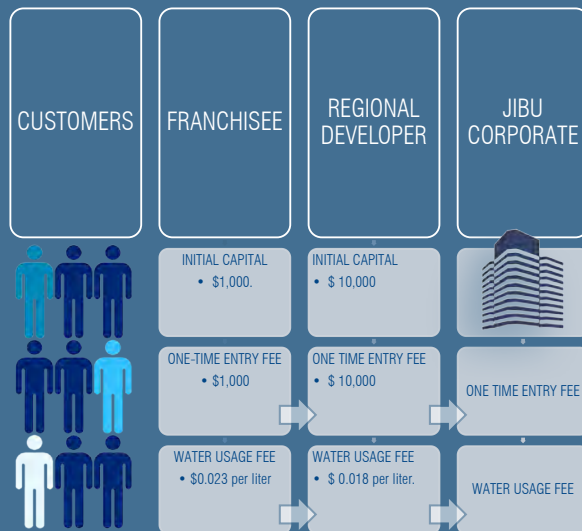 CUSTOMERS
FRANCHISEE
REGIONAL
DEVELOPER
JIBU
CORPORATE
INITIAL CAPITAL
• $1,000.
INITIAL CAPITAL
• $ 10,000
ONE-TIME ENTRY FEE
• $1,000
ONE TIME ENTRY FEE
• $ 10,000
ONE TIME ENTRY FEE
WATER USAGE FEE
• $0.023 per liter
WATER USAGE FEE
• $ 0.018 per liter.
WATER USAGE FEE